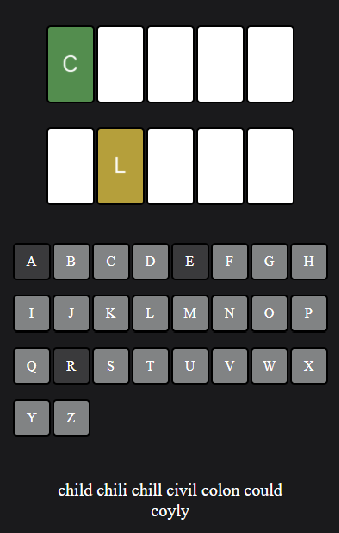 C
L
A B C D E F G H
I J K L M N O P
Q R S T U V W X
Y Z
child chili chill civil colon could
coyly